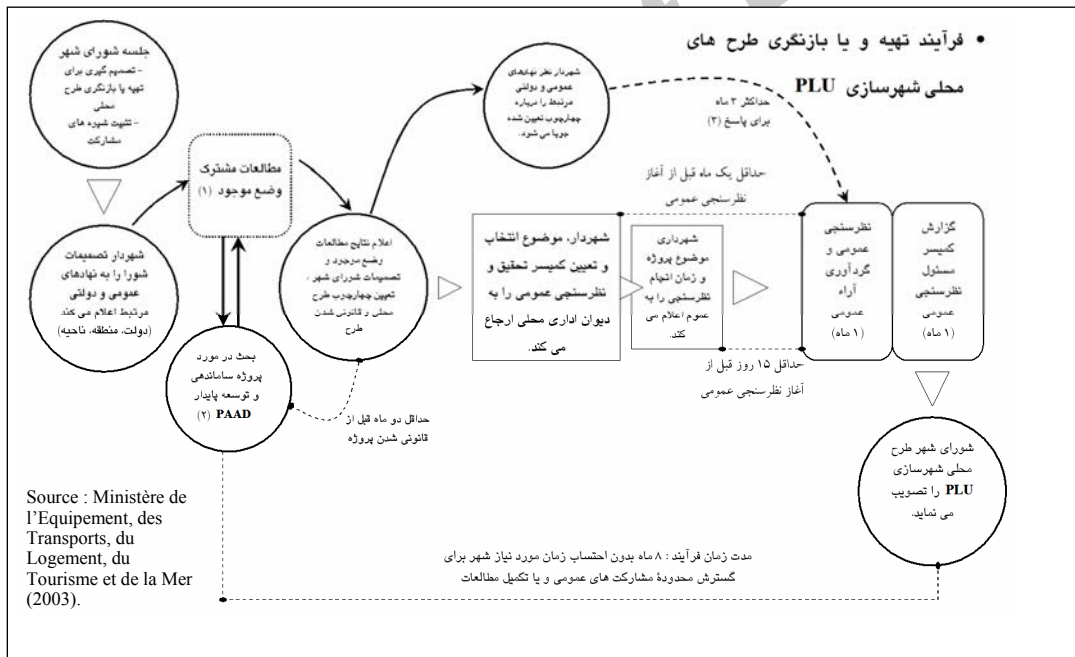 • فرآیند تهیه و یا بازنگری طرح های
محلی شهرسازی PLU
جلسه شورای شهر
- تصمیم گیری برای
تهیه یا بازنگری طرح
محلی
- تثبیت شیوه های
مشارکت
شهردار تصمیمات
شورا را به نهادهای
عمومی و دولتی
مرتبط اعلام می کند
(دولت، منطقه، ناحیه)
مطالعات مشترک
وضع موجود (۱)
بحث در مورد
پروژه ساماندهی
و توسعه پایدار
(۲) PAAD
اعلام نتایج مطالعات
وضع موجود و
تصمیمات شورای شهر ،
تعیین چهارچوب طرح
محلی و قانونی شدن
طرح
حداقل دو ماه قبل از
قانونی شدن پروژه
شهردار نظر نهادهای
عمومی و دولتی
مرتبط را درباره
چهارچوب تعیین شده
جویا می شود.
حداکثر ۳ ماه
برای پاسخ (۳)
شهردار، موضوع انتخاب
و تعیین کمیسر تحقیق و
نظرسنجی عمومی را به
دیوان اداری محلی ارجاع
می کند.
حداقل یک ماه قبل از آغاز
نظرسنجی عمومی
شهرداری
موضوع پروژه
و زمان انجام
نظرسنجی را به
عموم اعلام می
کند.
حداقل ۱۵ روز قبل از
آغاز نظرسنجی عمومی
نظرسنجی
عمومی و
گردآوری
آراه
عمومی
(۱ ماه)
گزارش
کمیسر
مسئول
نظرسنجی
عمومی
(۱ ماه)
شورای شهر طرح
محلی شهرسازی
PLU را تصویب
می نماید.
مدت زمان فرآیند : ۸ ماه بدون احتساب زمان مورد نیاز شهر برای
گسترش محدودۀ مشارکت های عمومی و یا تکمیل مطالعات
Source : Ministère de
l'Equipement, des
Transports, du
Logement, du
Tourisme et de la Mer
(2003).